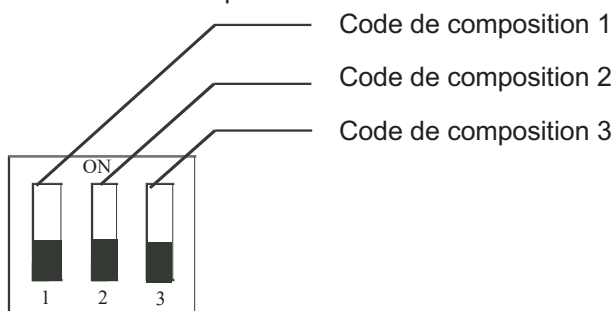 Code de composition 1
Code de composition 2
Code de composition 3
ON
1 2 3